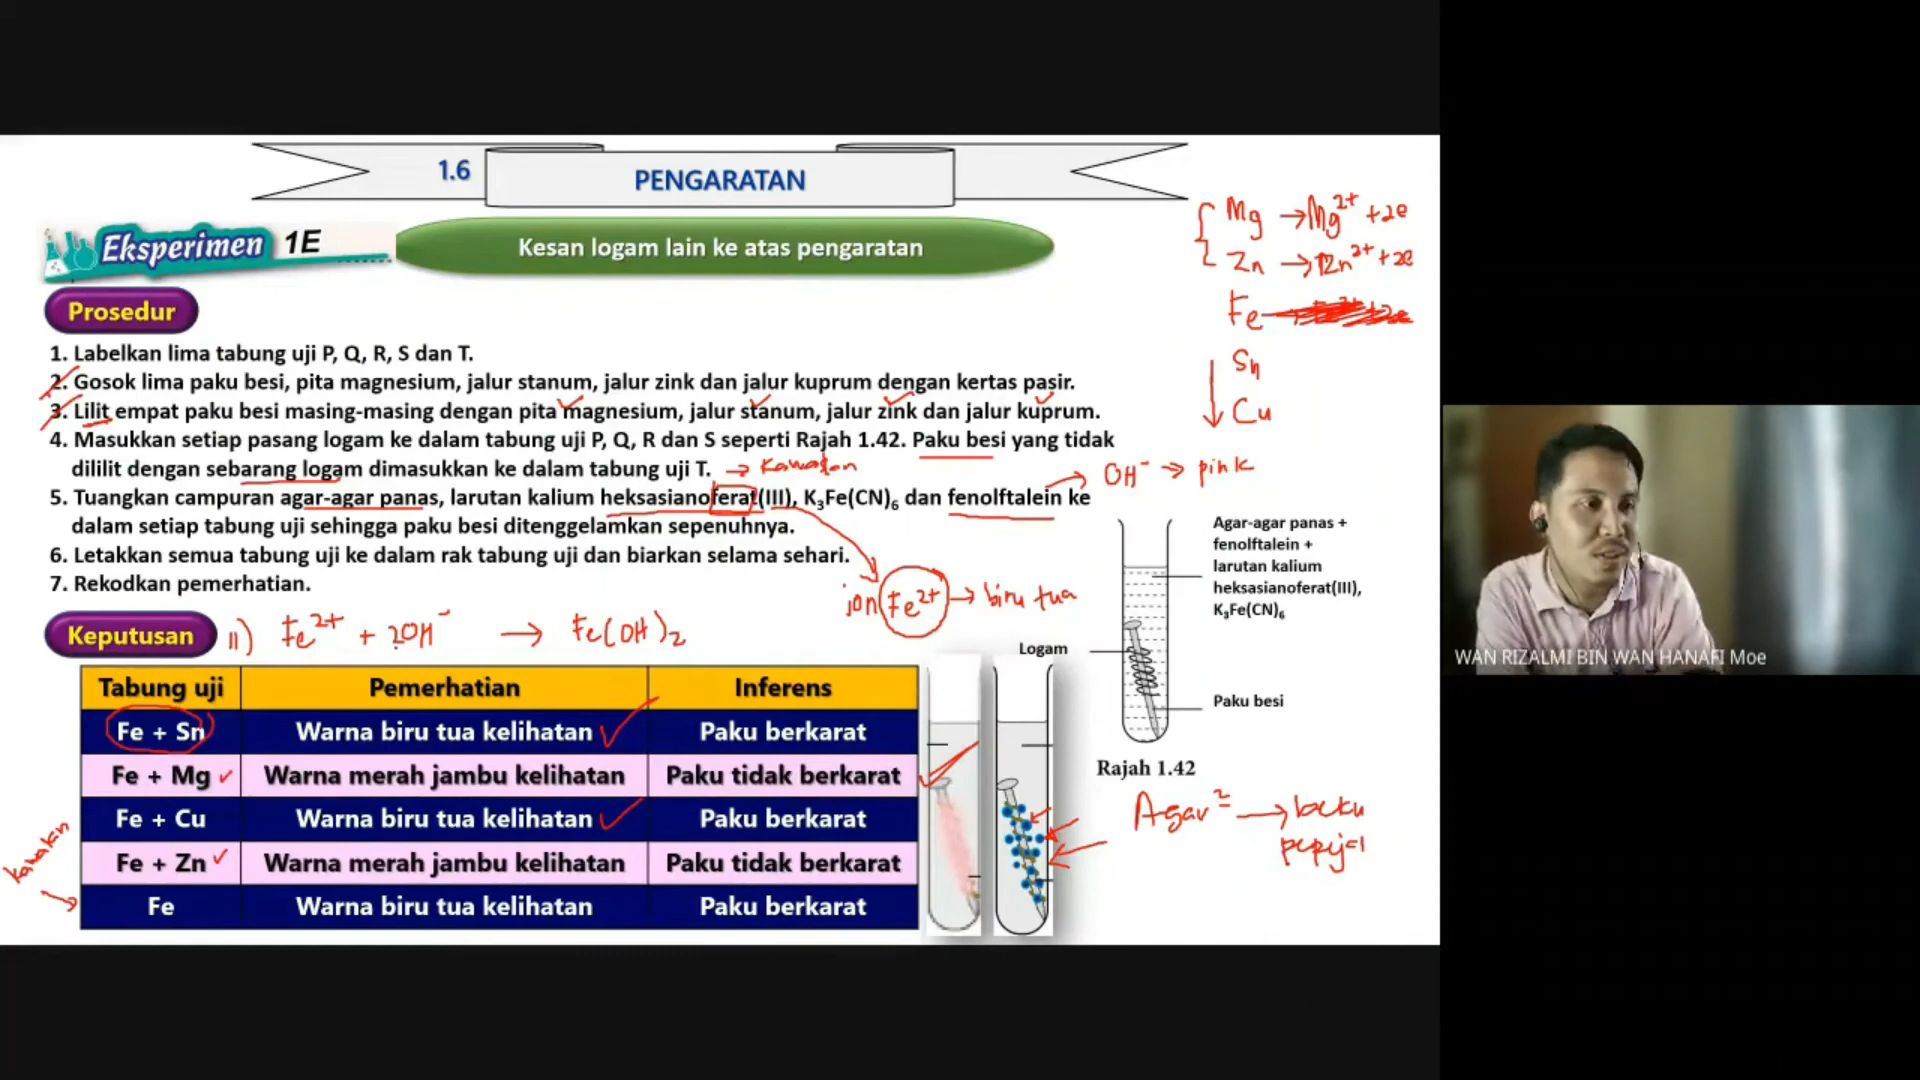 1.6 PENGARATAN
Eksperimen 1E
Kesan logam lain ke atas pengaratan
Prosedur
1. Labelkan lima tabung uji P, Q, R, S dan T.
2. Gosok lima paku besi, pita magnesium, jalur stanum, jalur zink dan jalur kuprum dengan kertas pasir.
3. Lilit empat paku besi masing-masing dengan pita magnesium, jalur stanum, jalur zink dan jalur kuprum.
4. Masukkan setiap pasang logam ke dalam tabung uji P, Q, R dan S seperti Rajah 1.42. Paku besi yang tidak
dililit dengan sebarang logam dimasukkan ke dalam tabung uji T. → Kawalan
5. Tuangkan campuran agar-agar panas, larutan kalium heksasianoferat(III), K₃Fe(CN)₆ dan fenolftalein ke
dalam setiap tabung uji sehingga paku besi ditenggelamkan sepenuhnya.
6. Letakkan semua tabung uji ke dalam rak tabung uji dan biarkan selama sehari.
7. Rekodkan pemerhatian.
Mg → Mg²⁺ + 2e
Zn → Zn²⁺ + 2e
Fe
Sn
Cu
OH⁻ → pink
ion Fe²⁺ → biru tua
Keputusan
11) Fe²⁺ + 2OH⁻ → Fe(OH)₂
Tabung uji Pemerhatian Inferens
Fe + Sn Warna biru tua kelihatan Paku berkarat
Fe + Mg Warna merah jambu kelihatan Paku tidak berkarat
Fe + Cu Warna biru tua kelihatan Paku berkarat
Fe + Zn Warna merah jambu kelihatan Paku tidak berkarat
Fe Warna biru tua kelihatan Paku berkarat
kawalan
Agar-agar panas +
fenolftalein +
larutan kalium
heksasianoferat(III),
K₃Fe(CN)₆
Logam
Paku besi
Rajah 1.42
Agar² → beku
WAN RIZALMI BIN WAN HANAFI Moe